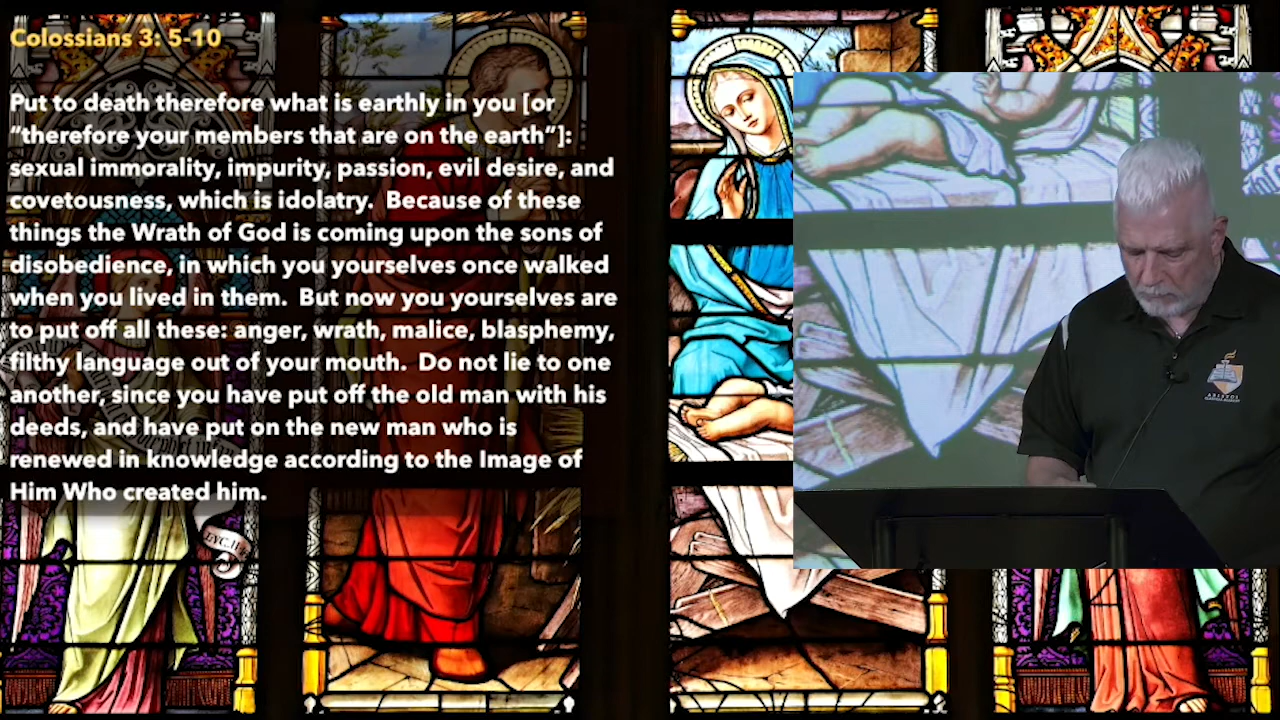 Colossians 3: 5-10
Put to death therefore what is earthly in you [or
"therefore your members that are on the earth"]:
sexual immorality, impurity, passion, evil desire, and
covetousness, which is idolatry.  Because of these
things the Wrath of God is coming upon the sons of
disobedience, in which you yourselves once walked
when you lived in them.  But now you yourselves are
to put off all these: anger, wrath, malice, blasphemy,
filthy language out of your mouth.  Do not lie to one
another, since you have put off the old man with his
deeds, and have put on the new man who is
renewed in knowledge according to the Image of
Him Who created him.